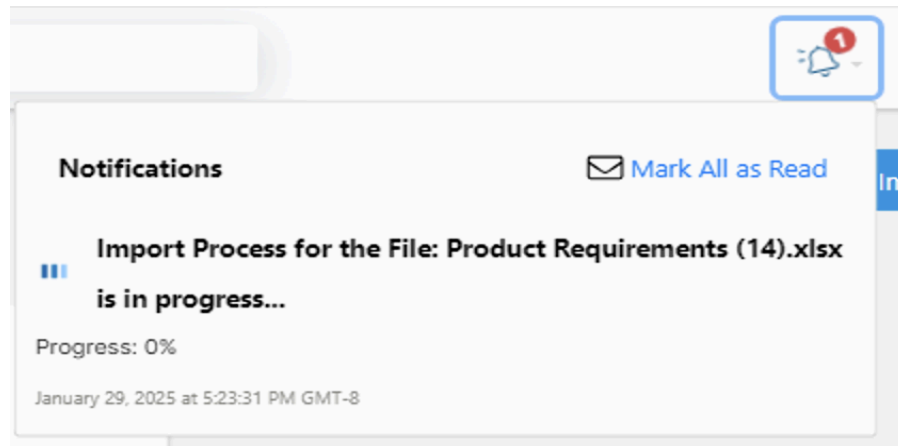 1
Notifications
Mark All as Read
In
Import Process for the File: Product Requirements (14).xlsx
is in progress...
Progress: 0%
January 29, 2025 at 5:23:31 PM GMT-8